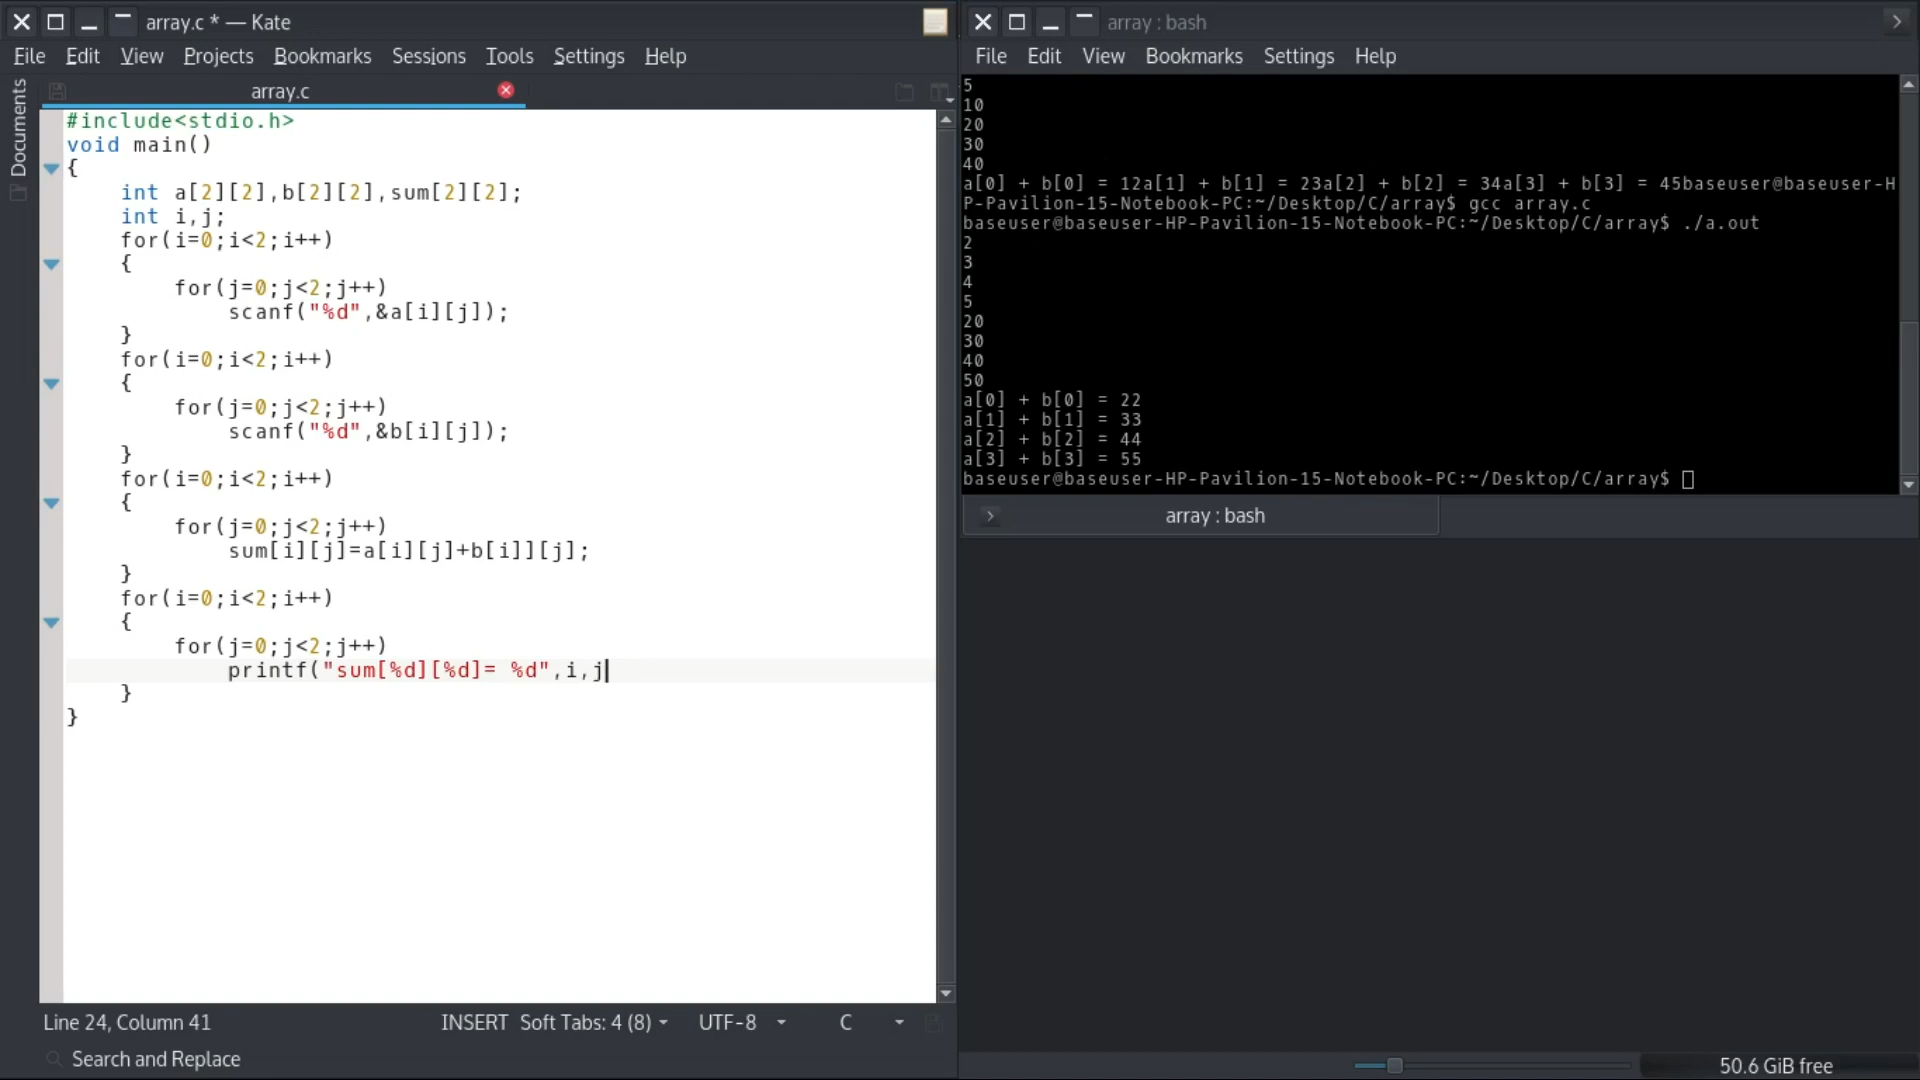 array.c * — Kate
File Edit View Projects Bookmarks Sessions Tools Settings Help
Documents
array.c
#include<stdio.h>
void main()
{
int a[2][2],b[2][2],sum[2][2];
int i,j;
for(i=0;i<2;i++)
{
for(j=0;j<2;j++)
scanf("%d",&a[i][j]);
}
for(i=0;i<2;i++)
{
for(j=0;j<2;j++)
scanf("%d",&b[i][j]);
}
for(i=0;i<2;i++)
{
for(j=0;j<2;j++)
sum[i][j]=a[i][j]+b[i]][j];
}
for(i=0;i<2;i++)
{
for(j=0;j<2;j++)
printf("sum[%d][%d]= %d",i,j
}
}
Line 24, Column 41 INSERT Soft Tabs: 4 (8) UTF-8 C
Search and Replace
array : bash
File Edit View Bookmarks Settings Help
5
10
20
30
40
a[0] + b[0] = 12a[1] + b[1] = 23a[2] + b[2] = 34a[3] + b[3] = 45baseuser@baseuser-H
P-Pavilion-15-Notebook-PC:~/Desktop/C/array$ gcc array.c
baseuser@baseuser-HP-Pavilion-15-Notebook-PC:~/Desktop/C/array$ ./a.out
2
3
4
5
20
30
40
50
a[0] + b[0] = 22
a[1] + b[1] = 33
a[2] + b[2] = 44
a[3] + b[3] = 55
baseuser@baseuser-HP-Pavilion-15-Notebook-PC:~/Desktop/C/array$
array : bash
50.6 GiB free